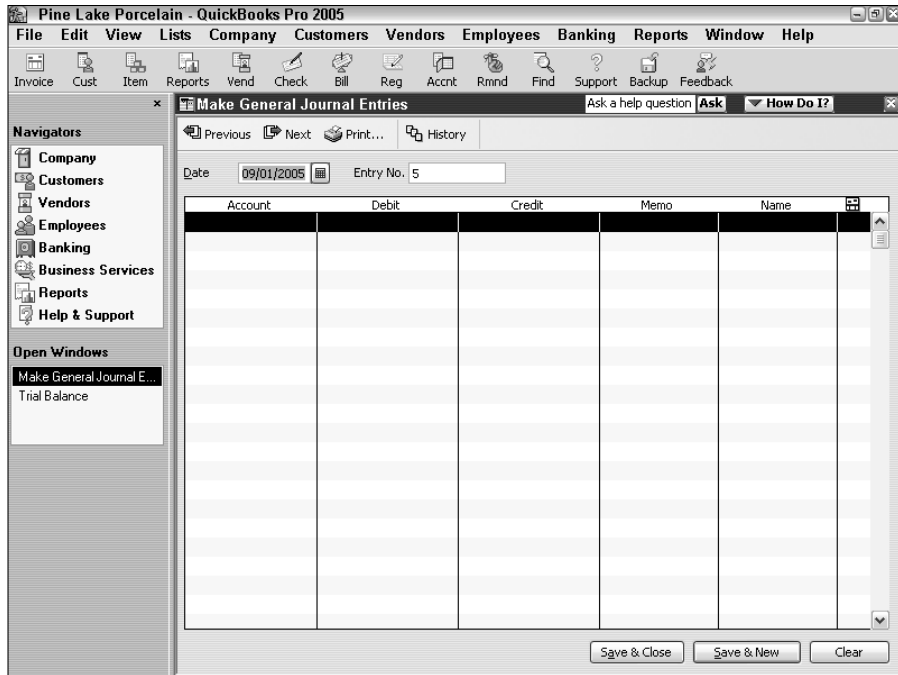 Pine Lake Porcelain - QuickBooks Pro 2005
File Edit View Lists Company Customers Vendors Employees Banking Reports Window Help
Invoice Cust Item Reports Vend Check Bill Reg Accnt Rmnd Find Support Backup Feedback
Make General Journal Entries Ask a help question Ask How Do I?
Navigators
Company
Customers
Vendors
Employees
Banking
Business Services
Reports
Help & Support
Open Windows
Make General Journal E...
Trial Balance
Previous Next Print... History
Date 09/01/2005 Entry No. 5
Account Debit Credit Memo Name
Save & Close Save & New Clear